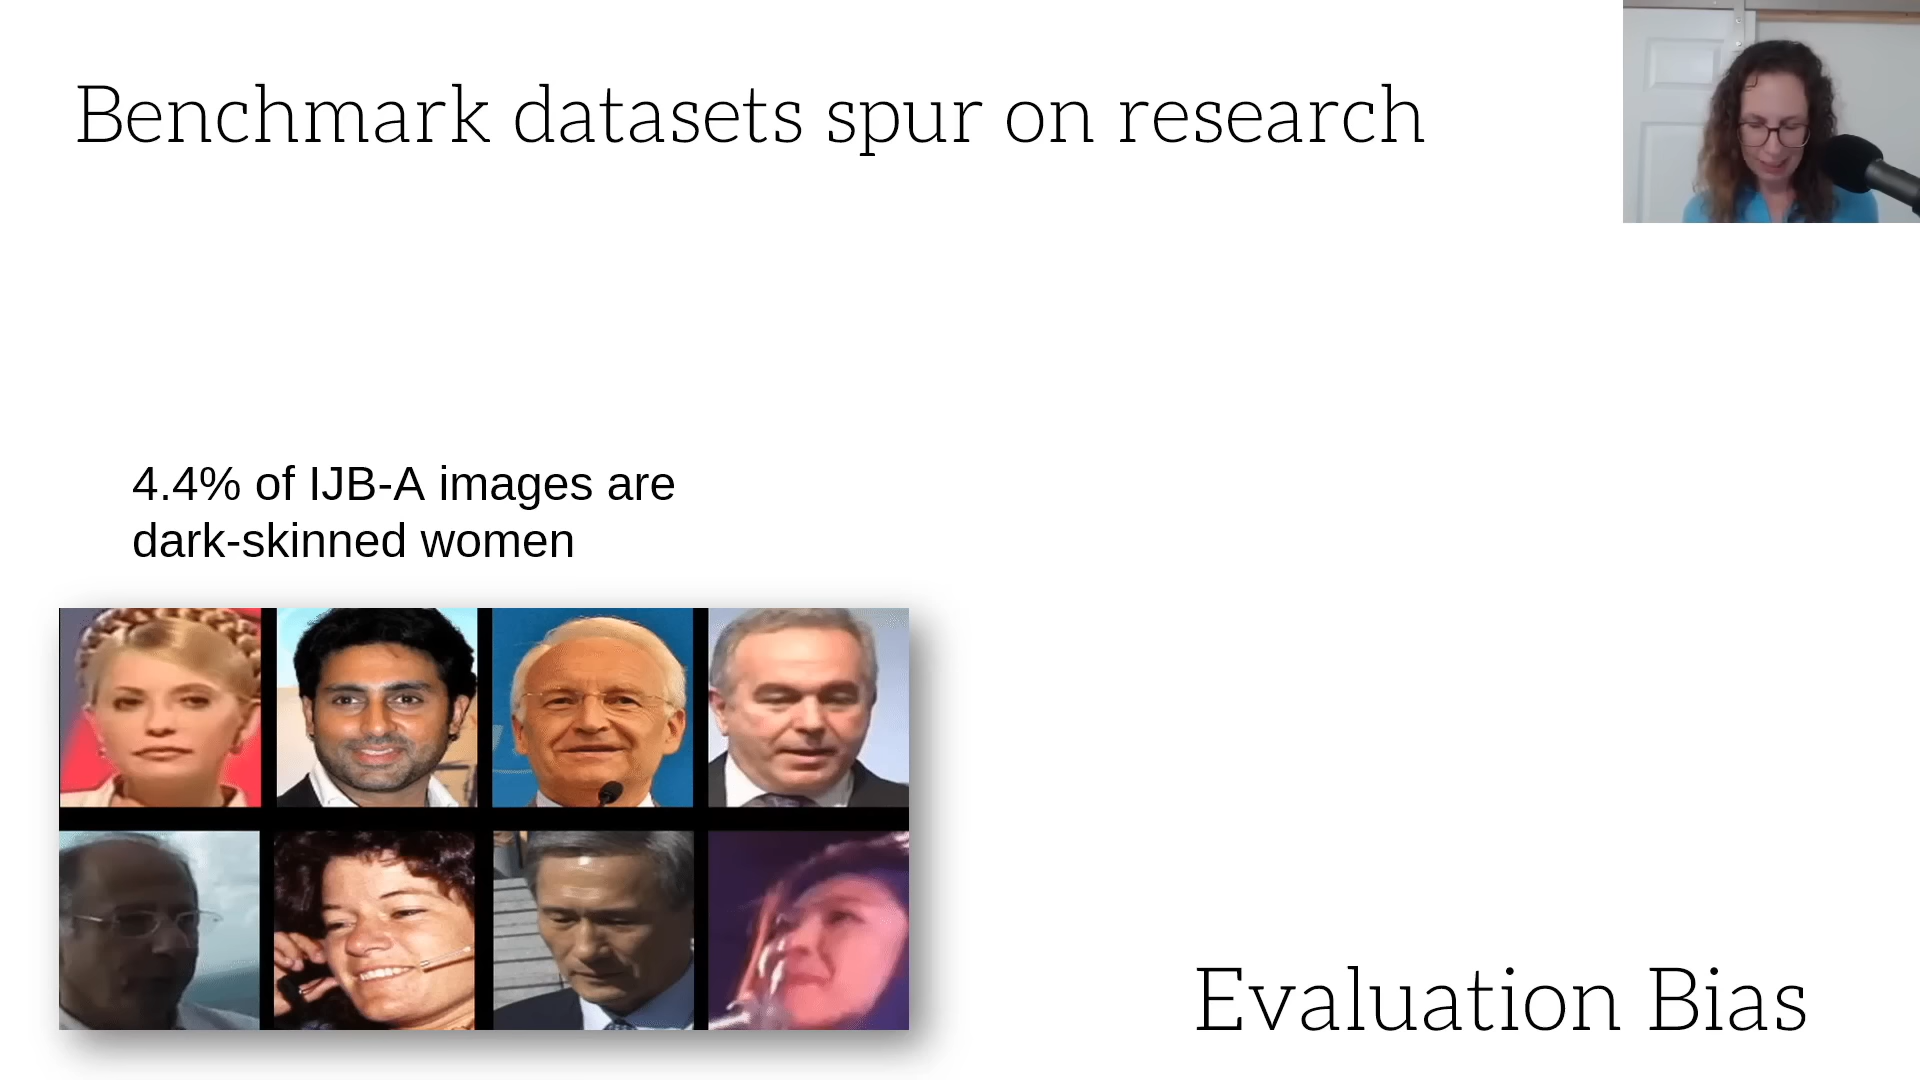 Benchmark datasets spur on research
4.4% of IJB-A images are
dark-skinned women
Evaluation Bias